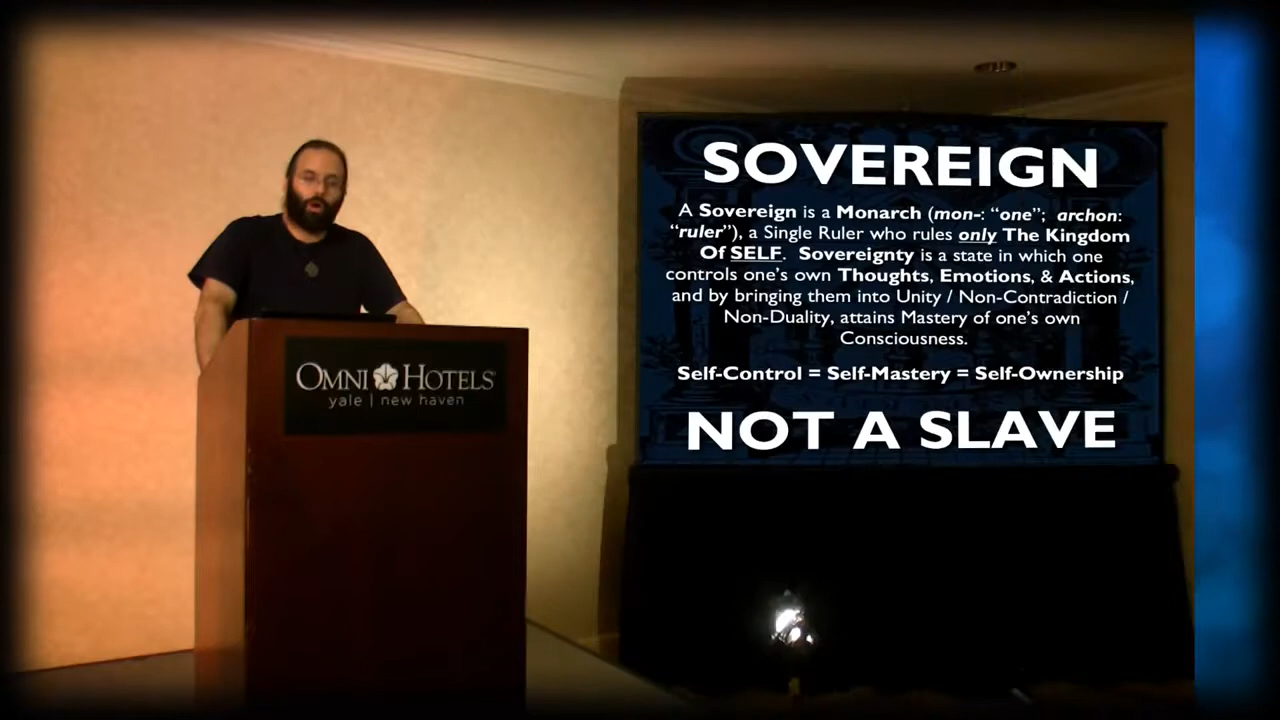 OMNI HOTELS
yale | new haven
SOVEREIGN
A Sovereign is a Monarch (mon-: “one”; archon:
“ruler”), a Single Ruler who rules only The Kingdom
Of SELF. Sovereignty is a state in which one
controls one’s own Thoughts, Emotions, & Actions,
and by bringing them into Unity / Non-Contradiction /
Non-Duality, attains Mastery of one’s own
Consciousness.
Self-Control = Self-Mastery = Self-Ownership
NOT A SLAVE